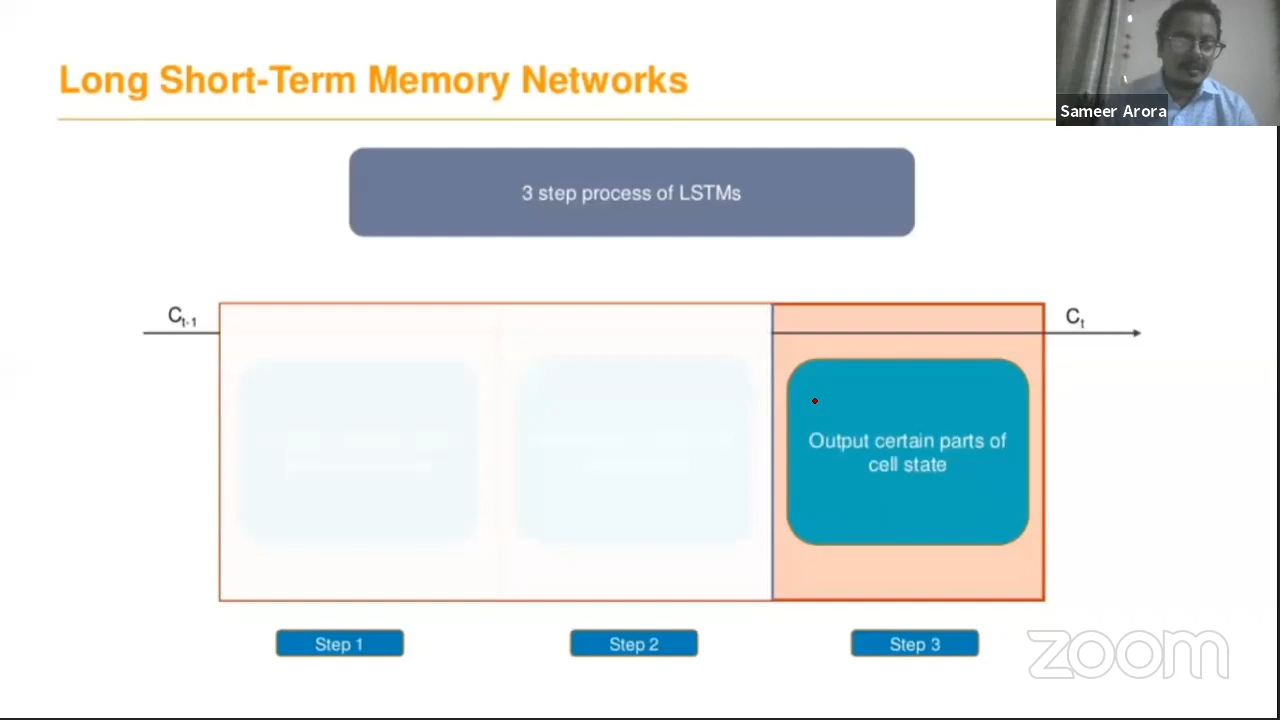 Long Short-Term Memory Networks
Sameer Arora
3 step process of LSTMs
Ct-1
Ct
Output certain parts of
cell state
Step 1
Step 2
Step 3
zoom